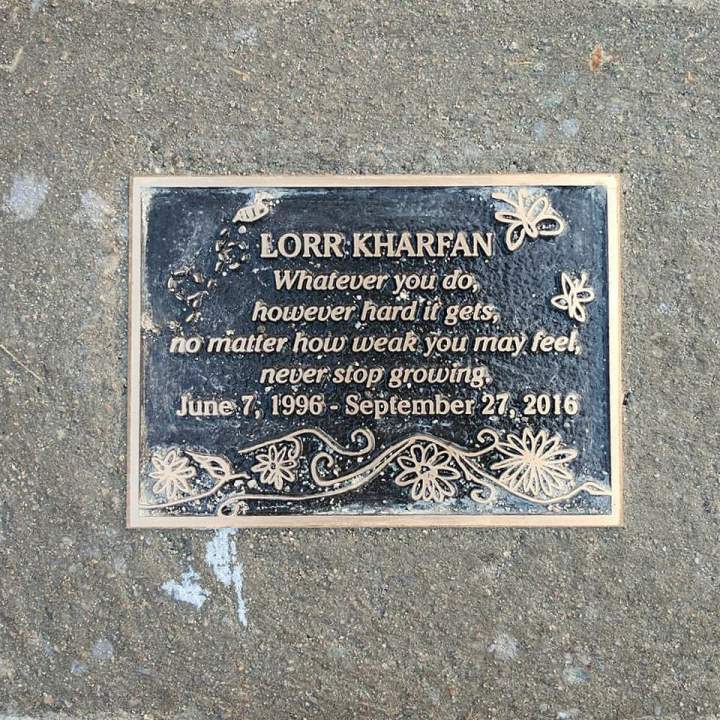 LORR KHARFAN
Whatever you do,
however hard it gets,
no matter how weak you may feel,
never stop growing.
June 7, 1996 - September 27, 2016